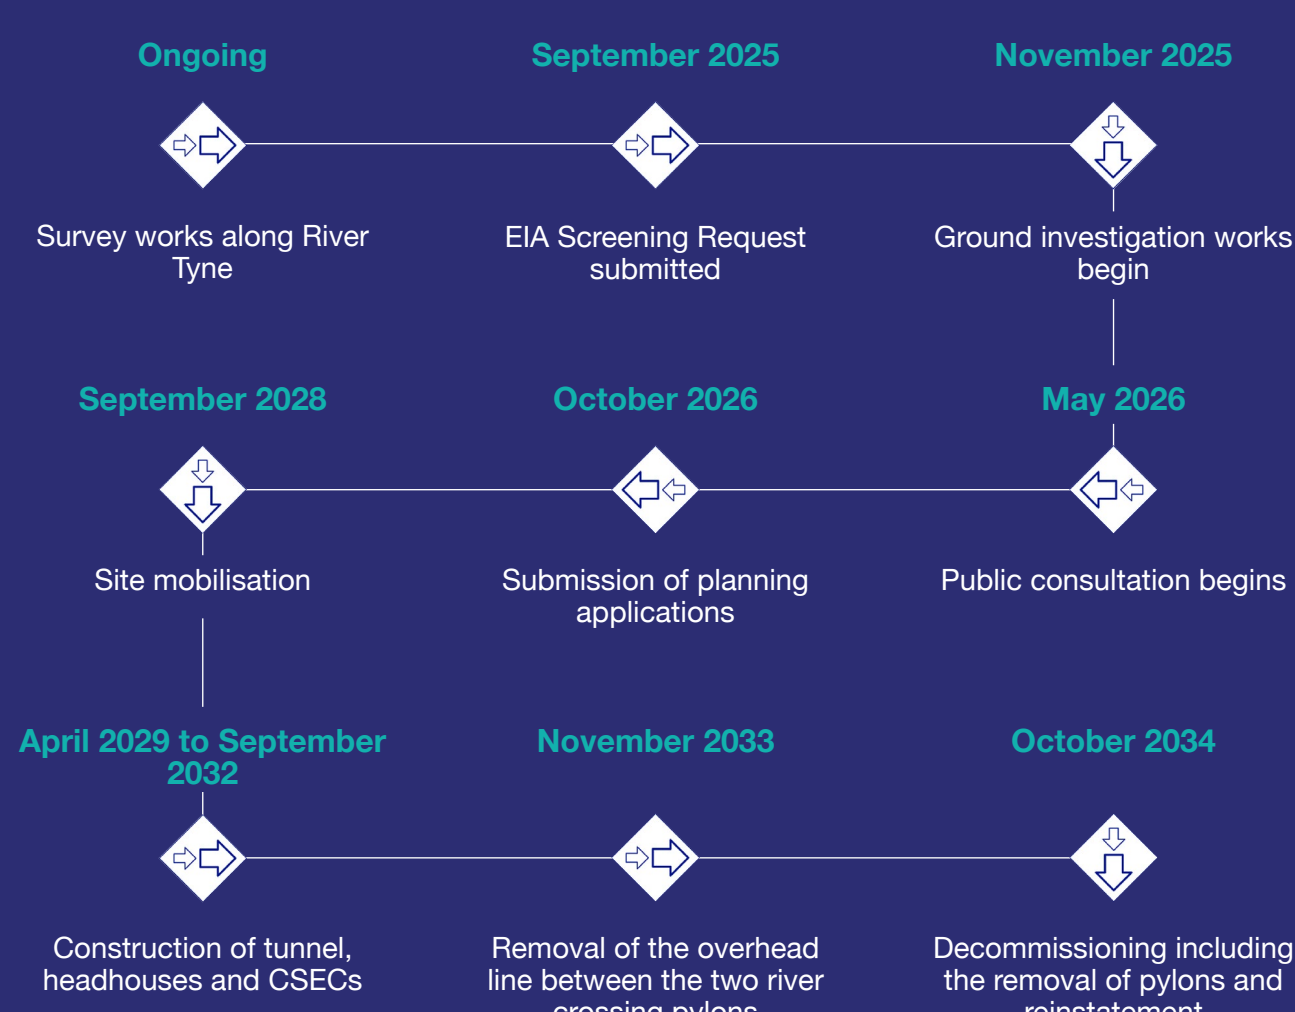 Ongoing
Survey works along River
Tyne
September 2025
EIA Screening Request
submitted
November 2025
Ground investigation works
begin
May 2026
Public consultation begins
October 2026
Submission of planning
applications
September 2028
Site mobilisation
April 2029 to September
2032
Construction of tunnel,
headhouses and CSECs
November 2033
Removal of the overhead
line between the two river
crossing pylons
October 2034
Decommissioning including
the removal of pylons and
reinstatement